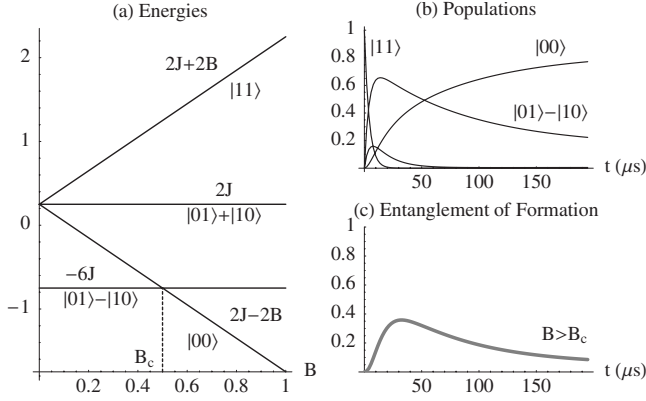 (a) Energies
2
1
0
−1
2J+2B
|11⟩
2J
|01⟩+|10⟩
−6J
|01⟩−|10⟩
2J−2B
|00⟩
B_c
0.2 0.4 0.6 0.8 1 B
(b) Populations
1
0.8
0.6
0.4
0.2
|11⟩
|00⟩
|01⟩−|10⟩
50 100 150 t (μs)
(c) Entanglement of Formation
1
0.8
0.6
0.4
0.2
B>B_c
50 100 150 t (μs)